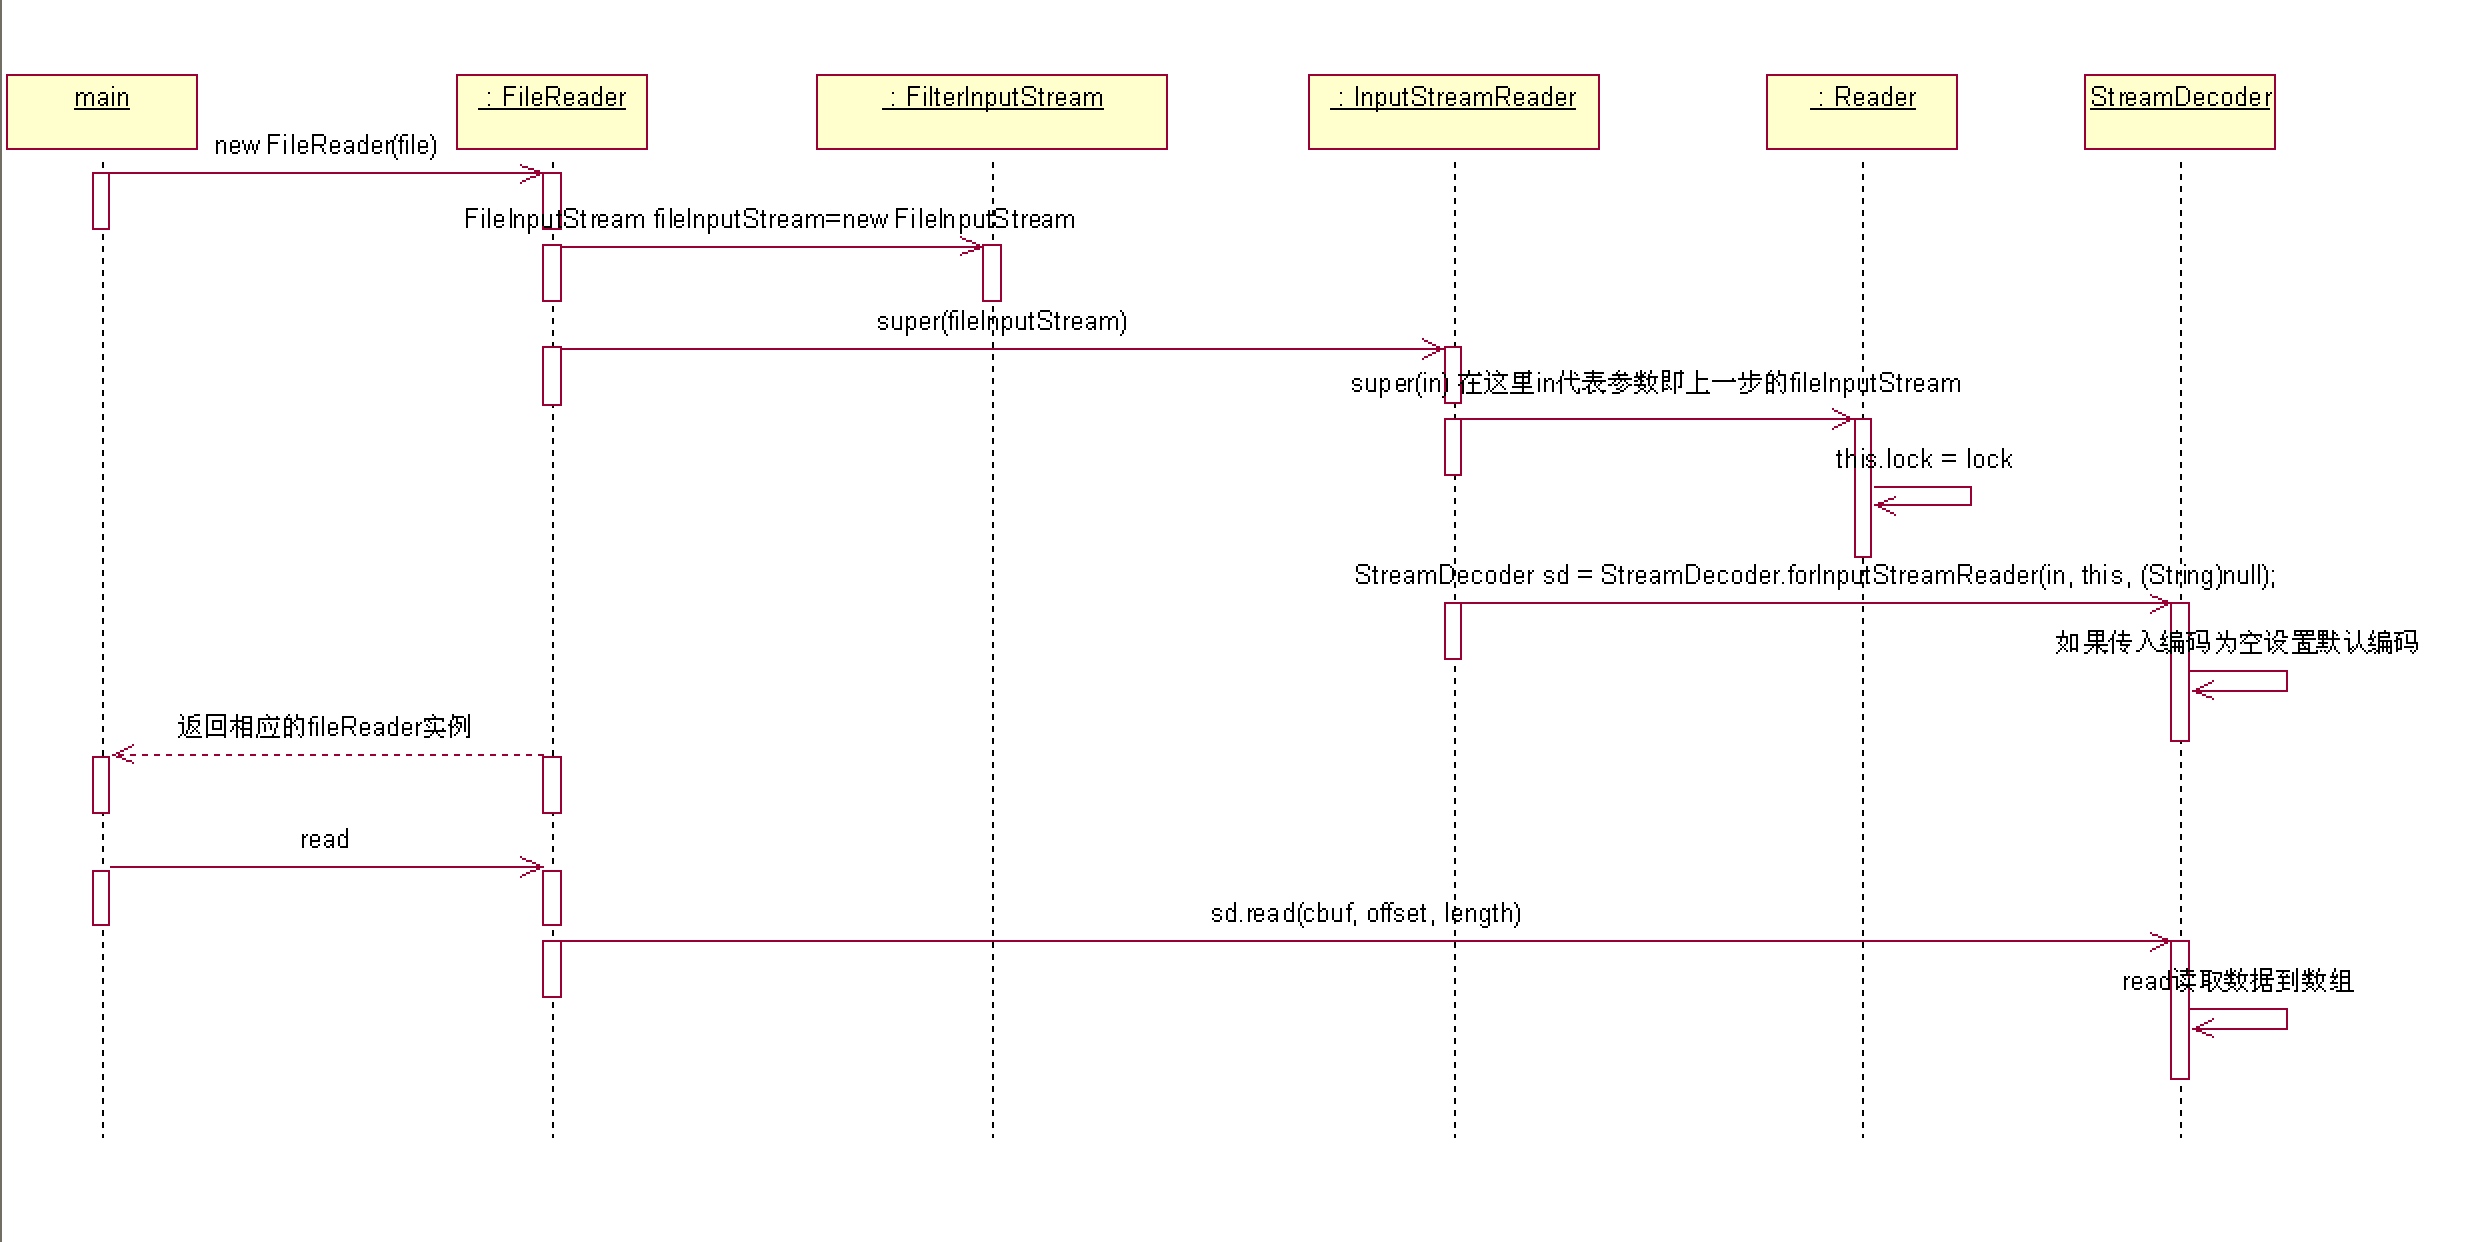 main
: FileReader
: FilterInputStream
: InputStreamReader
: Reader
StreamDecoder
new FileReader(file)
FileInputStream fileInputStream=new FileInputStream
super(fileInputStream)
super(in) 在这里in代表参数即上一步的fileInputStream
this.lock = lock
StreamDecoder sd = StreamDecoder.forInputStreamReader(in, this, (String)null);
如果传入编码为空设置默认编码
返回相应的fileReader实例
read
sd.read(cbuf, offset, length)
read读取数据到数组